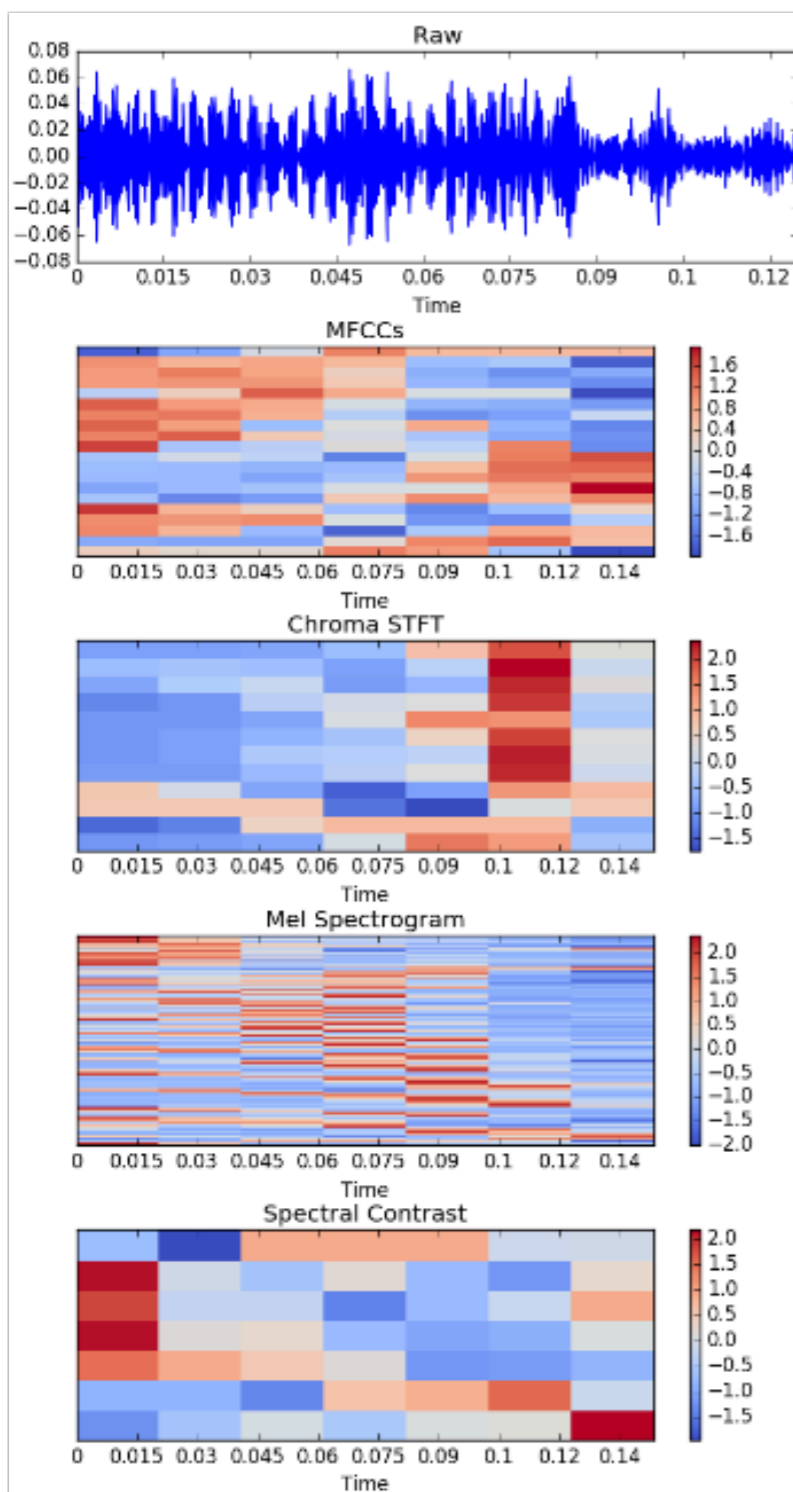 Raw
0.08
0.06
0.04
0.02
0.00
−0.02
−0.04
−0.06
−0.08
0 0.015 0.03 0.045 0.06 0.075 0.09 0.1 0.12
Time
MFCCs
1.6
1.2
0.8
0.4
0.0
−0.4
−0.8
−1.2
−1.6
0 0.015 0.03 0.045 0.06 0.075 0.09 0.1 0.12 0.14
Time
Chroma STFT
2.0
1.5
1.0
0.5
0.0
−0.5
−1.0
−1.5
0 0.015 0.03 0.045 0.06 0.075 0.09 0.1 0.12 0.14
Time
Mel Spectrogram
2.0
1.5
1.0
0.5
0.0
−0.5
−1.0
−1.5
−2.0
0 0.015 0.03 0.045 0.06 0.075 0.09 0.1 0.12 0.14
Time
Spectral Contrast
2.0
1.5
1.0
0.5
0.0
−0.5
−1.0
−1.5
0 0.015 0.03 0.045 0.06 0.075 0.09 0.1 0.12 0.14
Time